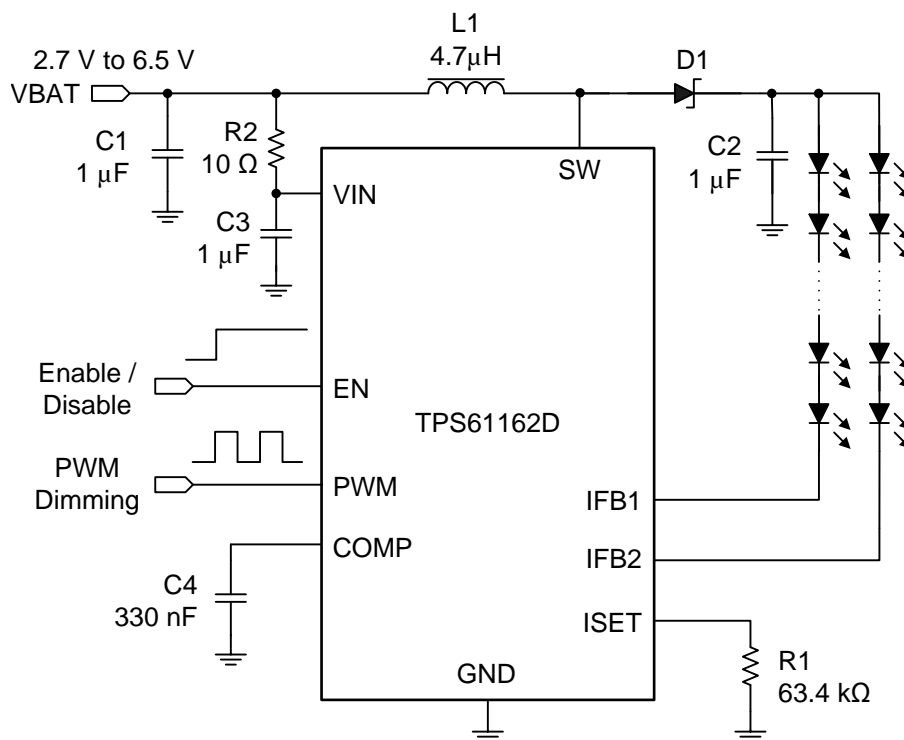 L1
4.7μH
2.7 V to 6.5 V
VBAT
D1
C1
1 μF
R2
10 Ω
C3
1 μF
VIN
SW
C2
1 μF
Enable /
Disable
EN
TPS61162D
PWM
Dimming
PWM
IFB1
COMP
IFB2
C4
330 nF
ISET
R1
63.4 kΩ
GND